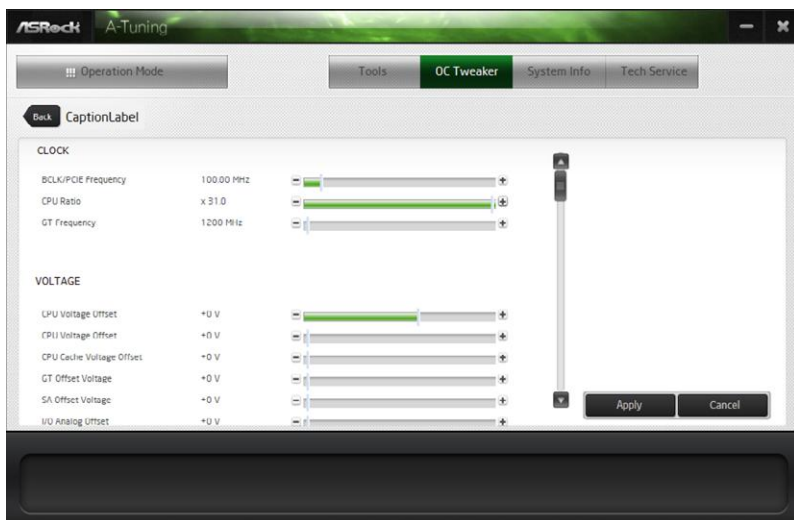 ASRock A-Tuning
Operation Mode Tools OC Tweaker System Info Tech Service
Back CaptionLabel
CLOCK
BCLK/PCIE Frequency 100.00 MHz
CPU Ratio x 31.0
GT Frequency 1200 MHz
VOLTAGE
CPU Voltage Offset +0 V
CPU Voltage Offset +0 V
CPU Cache Voltage Offset +0 V
GT Offset Voltage +0 V
SA Offset Voltage +0 V
I/O Analog Offset +0 V
Apply Cancel